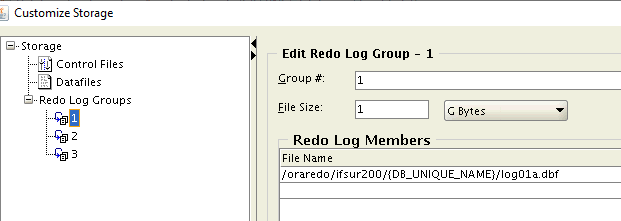 Customize Storage
Storage
Control Files
Datafiles
Redo Log Groups
1
2
3
Edit Redo Log Group - 1
Group #:
1
File Size:
1
G Bytes
Redo Log Members
File Name
/oraredo/ifsur200/{DB_UNIQUE_NAME}/log01a.dbf